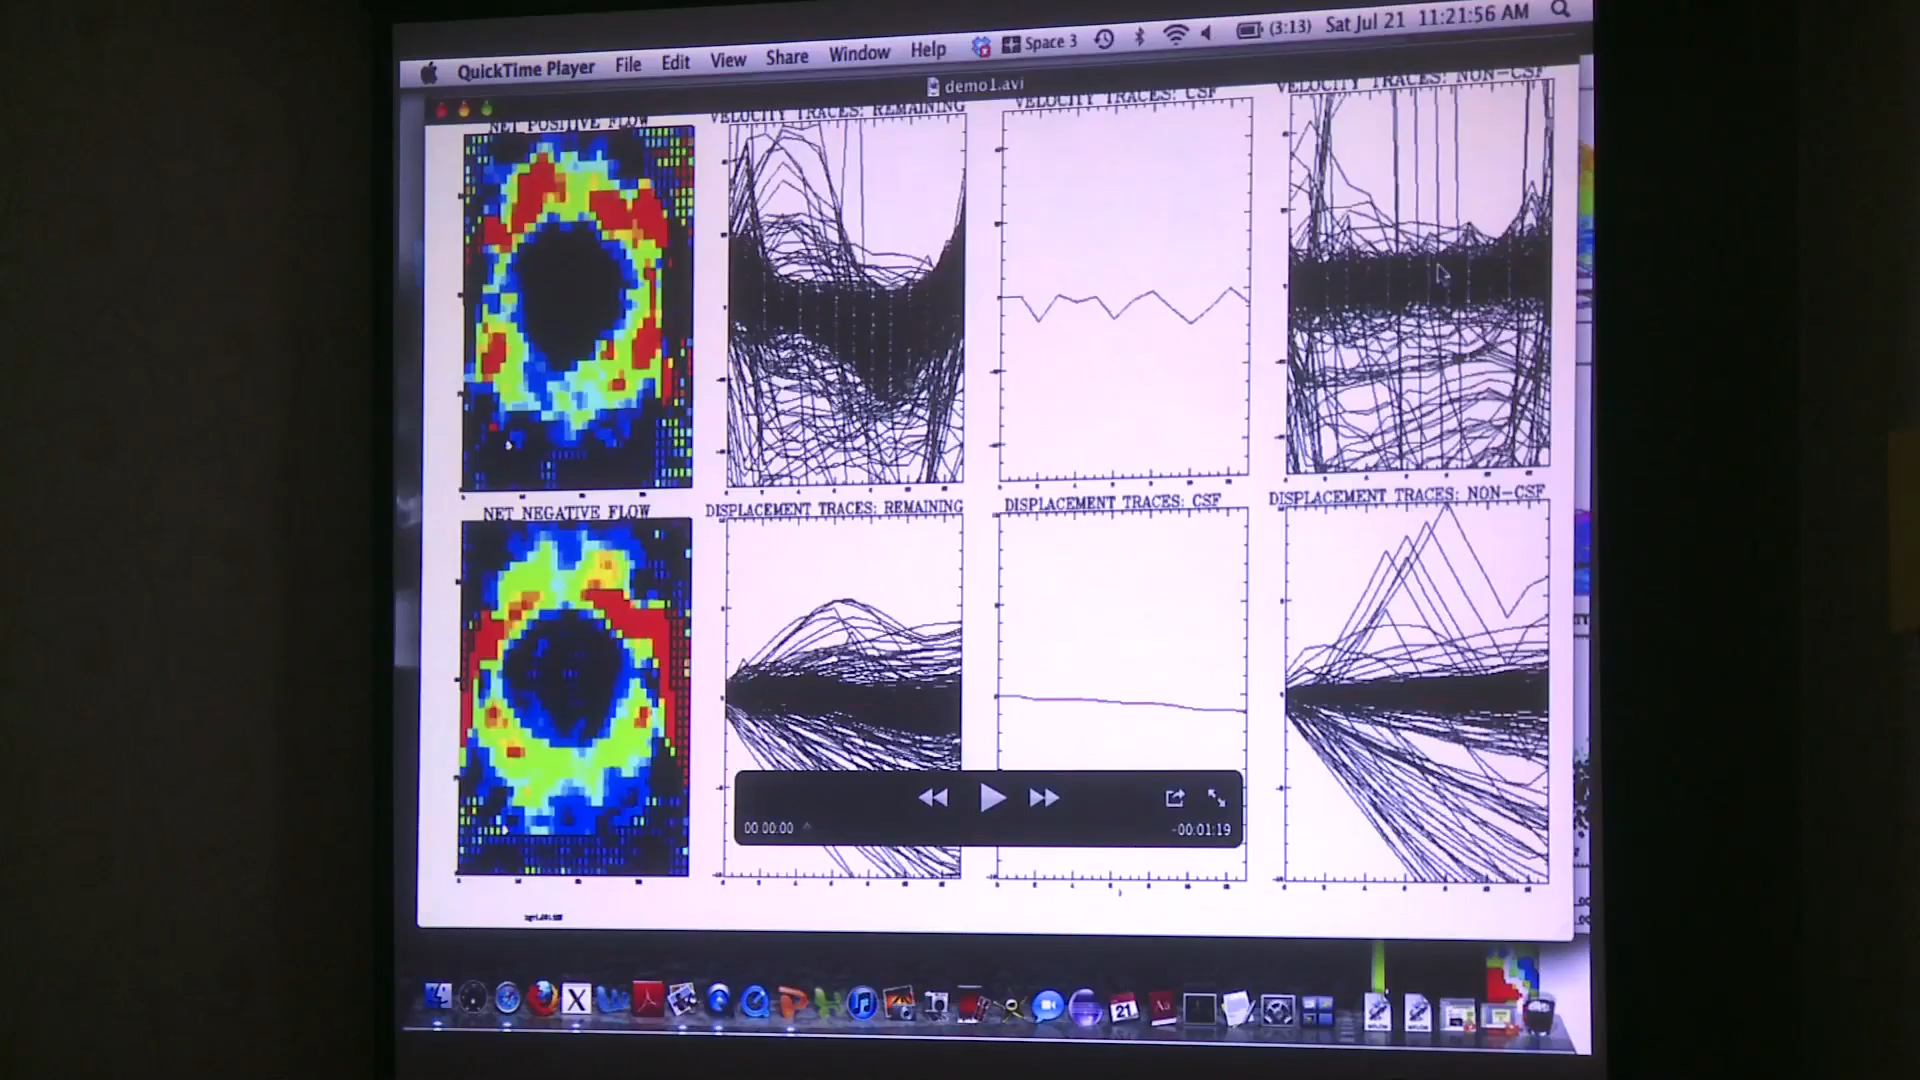 QuickTime Player File Edit View Share Window Help Space 3 (3:13) Sat Jul 21 11:21:56 AM
demo1.avi
NET POSITIVE FLOW
VELOCITY TRACES: REMAINING
VELOCITY TRACES: CSF
VELOCITY TRACES: NON-CSF
NET NEGATIVE FLOW
DISPLACEMENT TRACES: REMAINING
DISPLACEMENT TRACES: CSF
DISPLACEMENT TRACES: NON-CSF
00:00:00
-00:01:19
X
21